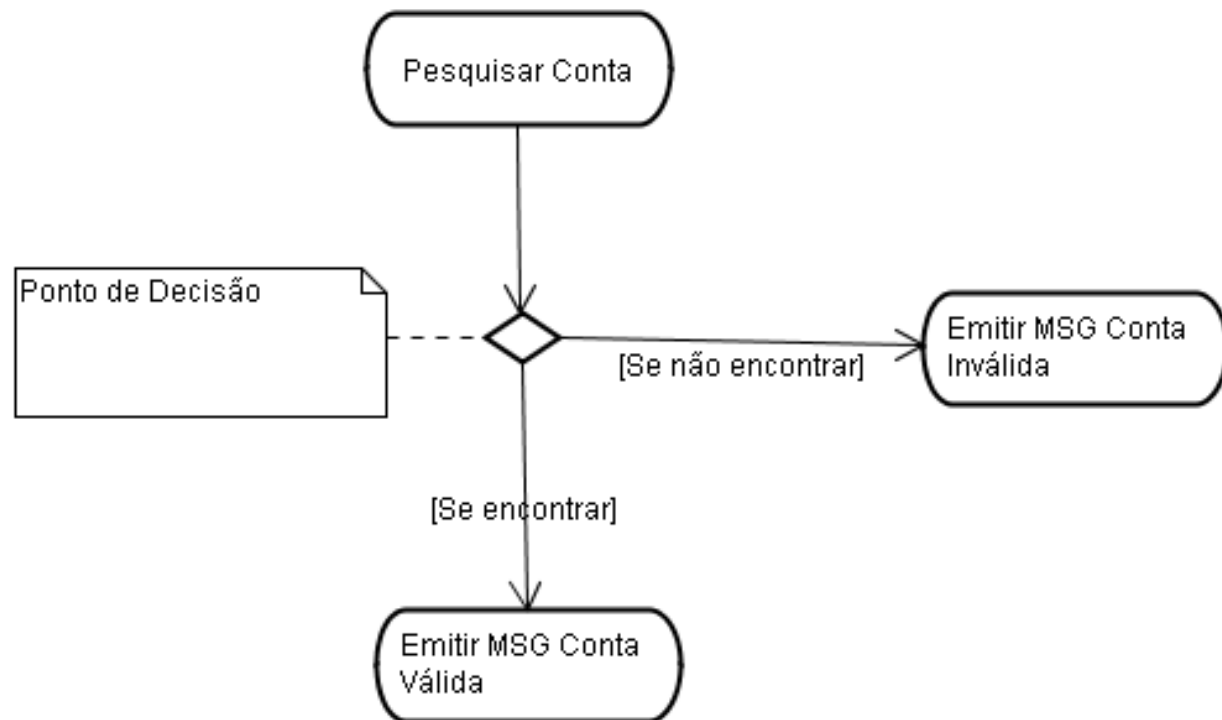 Pesquisar Conta
Ponto de Decisão
[Se não encontrar]
Emitir MSG Conta
Inválida
[Se encontrar]
Emitir MSG Conta
Válida